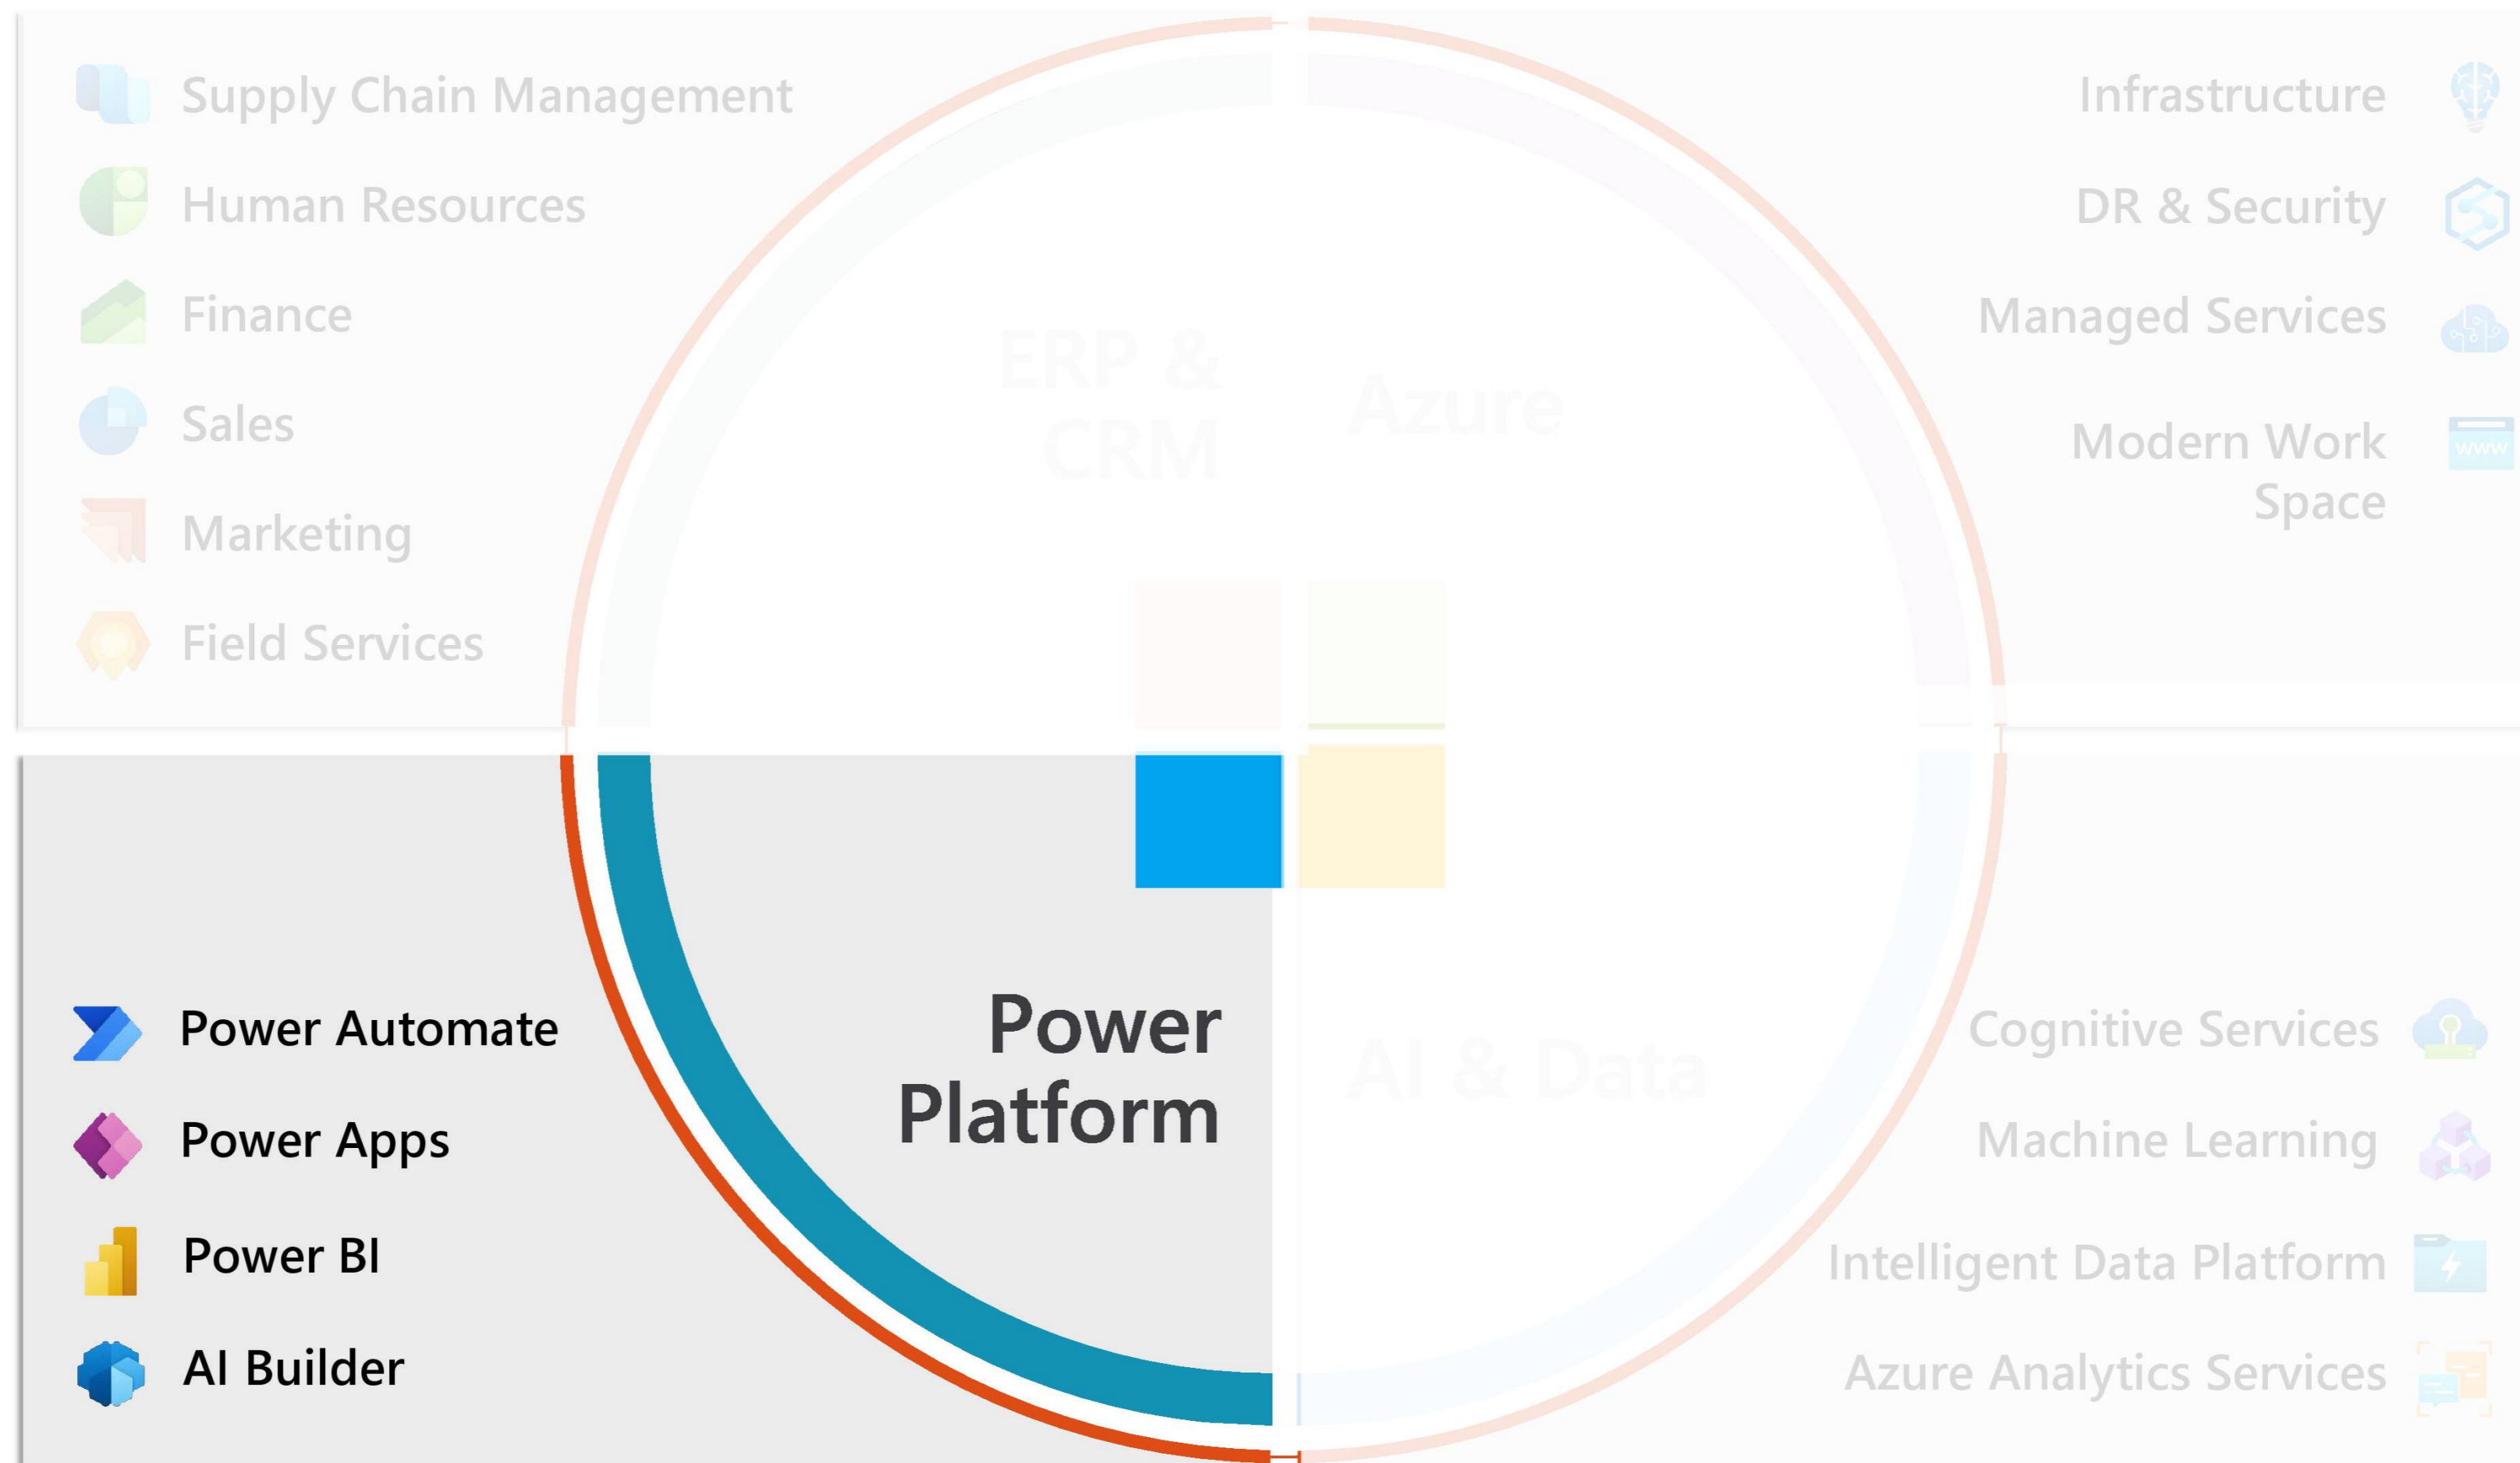 Supply Chain Management
Human Resources
Finance
Sales
Marketing
Field Services
ERP &
CRM
Azure
Infrastructure
DR & Security
Managed Services
Modern Work
Space
www
Power Automate
Power Apps
Power BI
AI Builder
Power
Platform
AI & Data
Cognitive Services
Machine Learning
Intelligent Data Platform
Azure Analytics Services